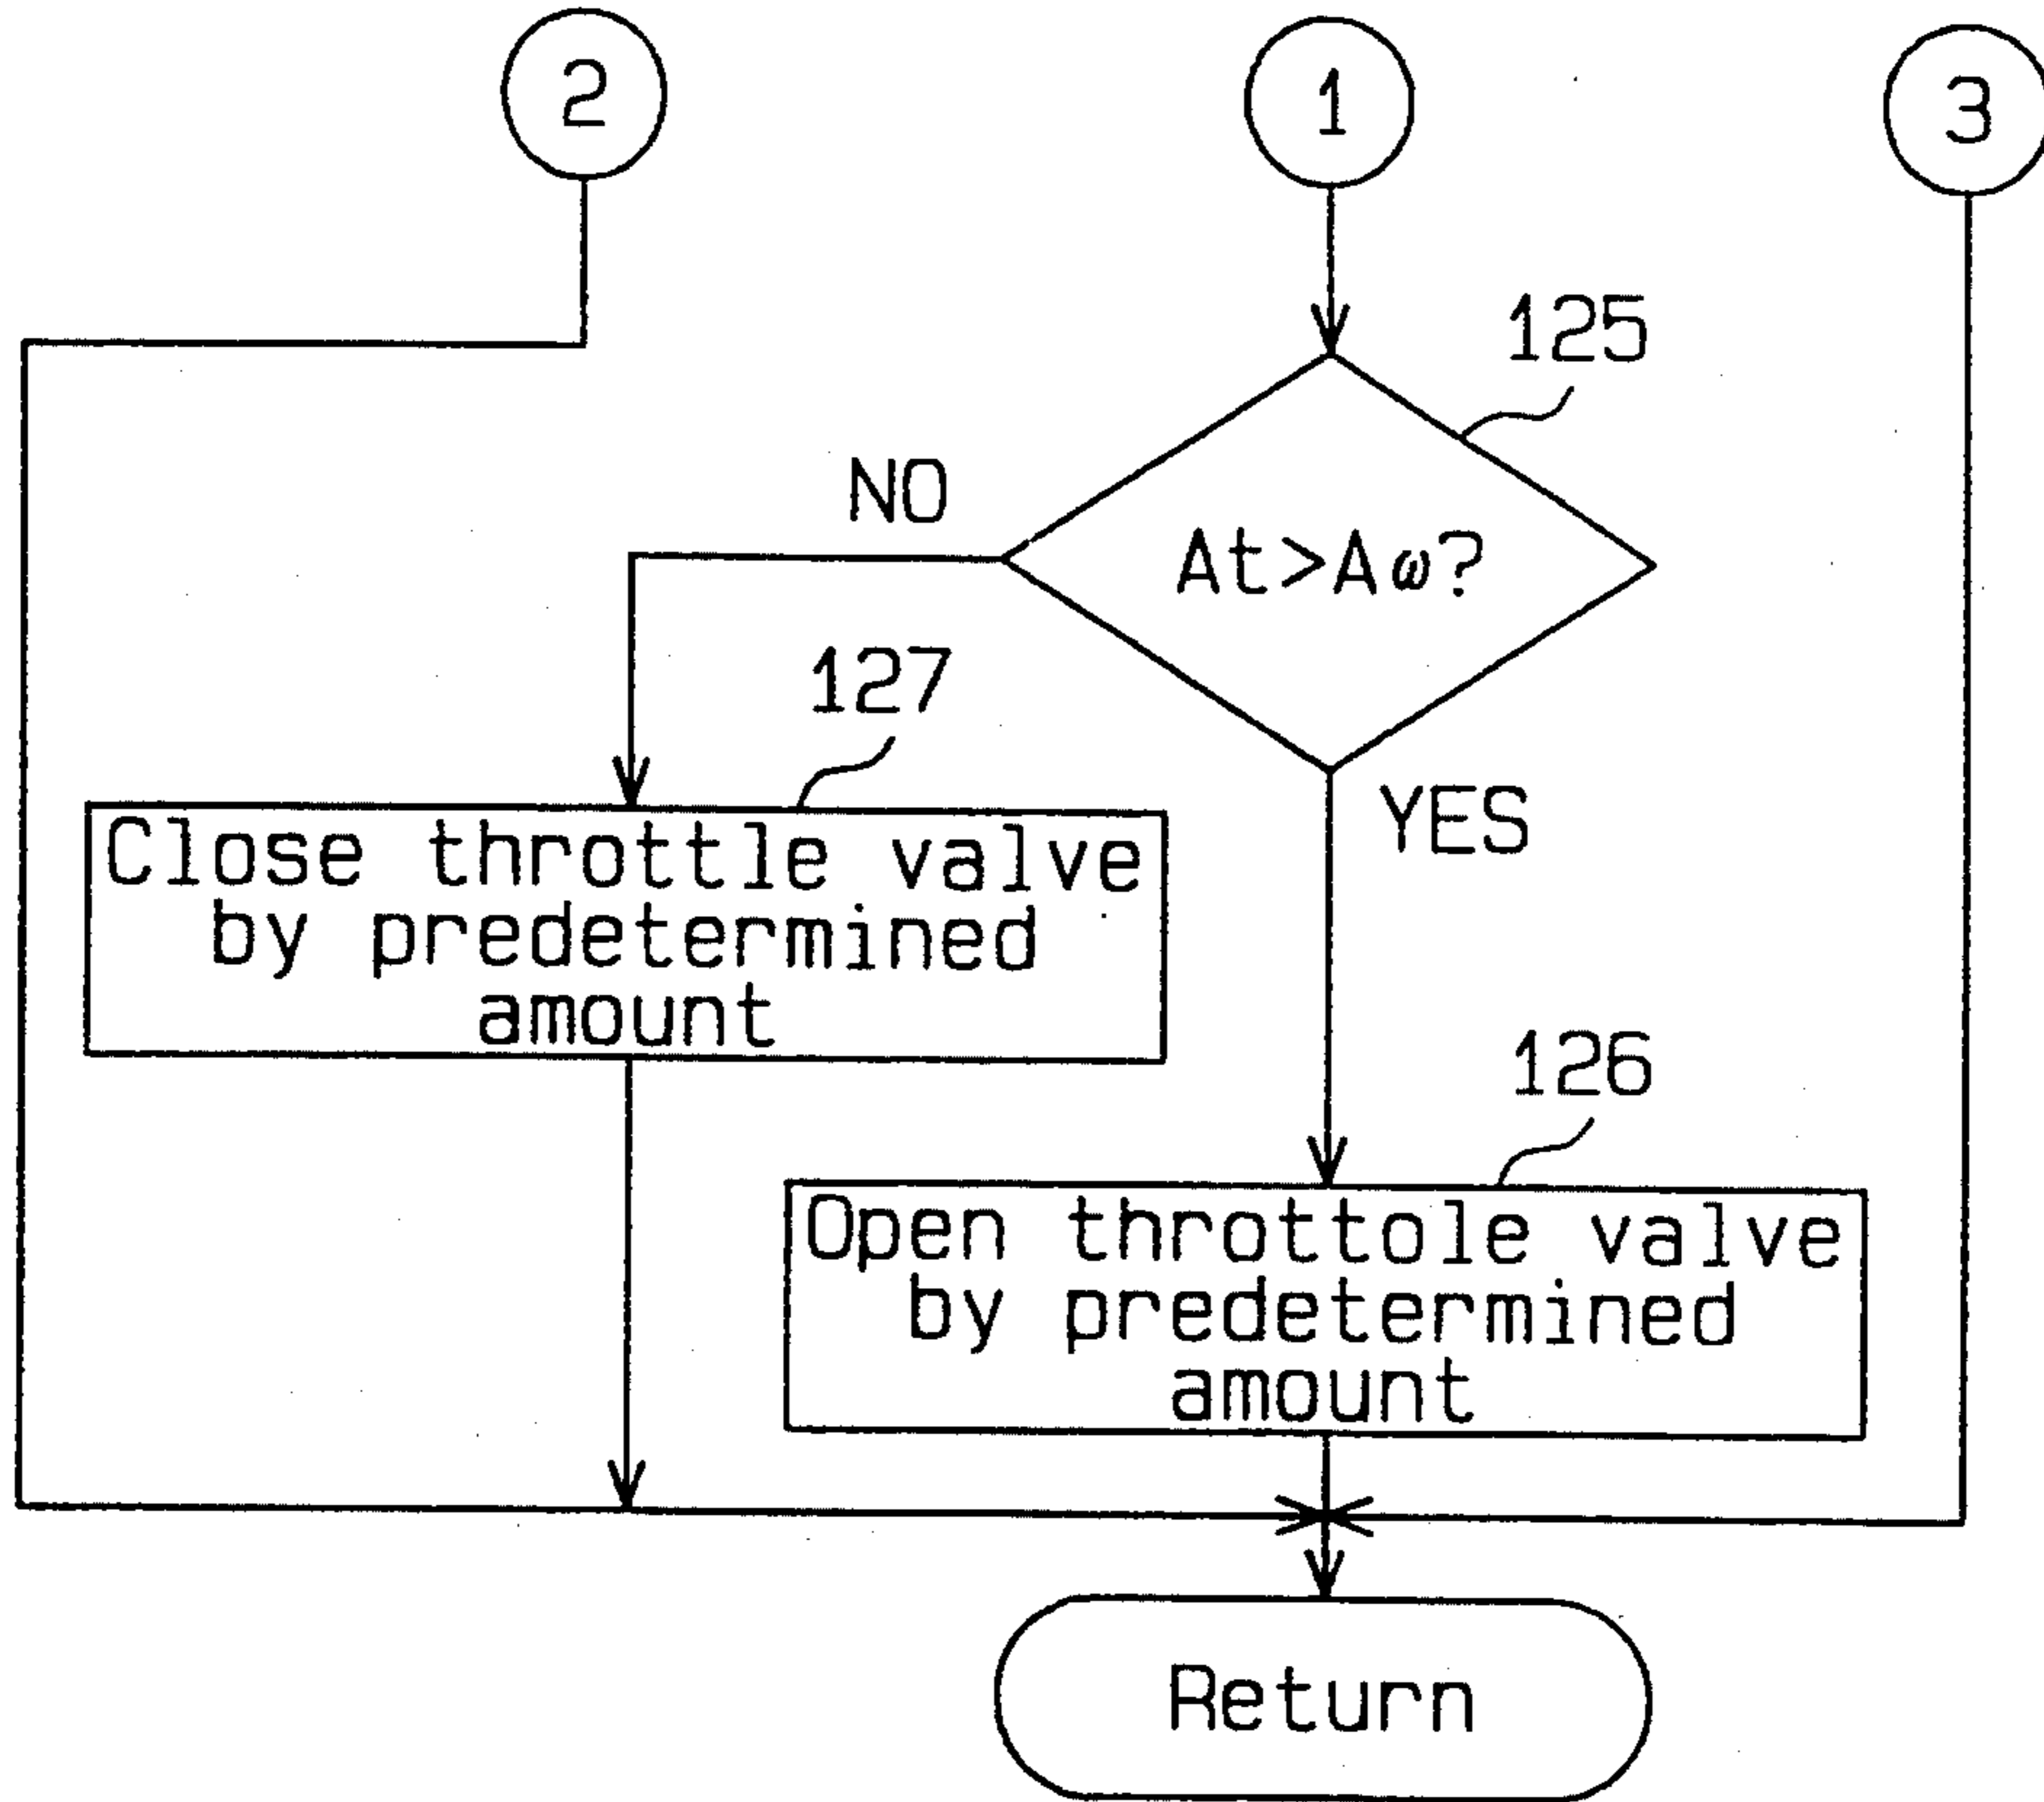 2
1
3
125
NO
At>Aω?
127
YES
Close throttle valve
by predetermined
amount
126
Open throttole valve
by predetermined
amount
Return